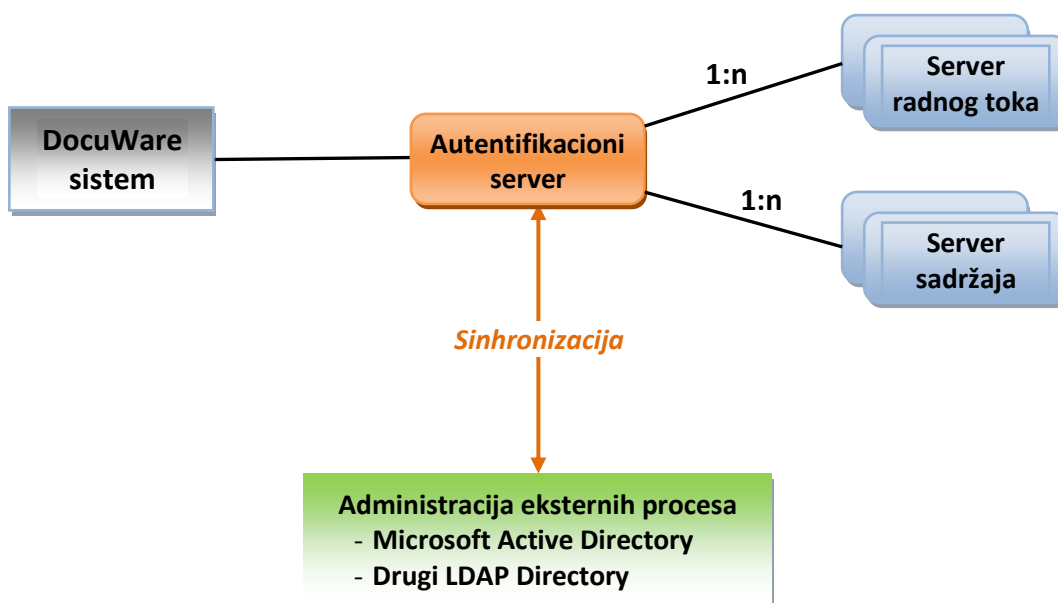 1:n
Server
radnog toka
DocuWare
sistem
Autentifikacioni
server
1:n
Server
sadržaja
Sinhronizacija
Administracija eksternih procesa
- Microsoft Active Directory
- Drugi LDAP Directory